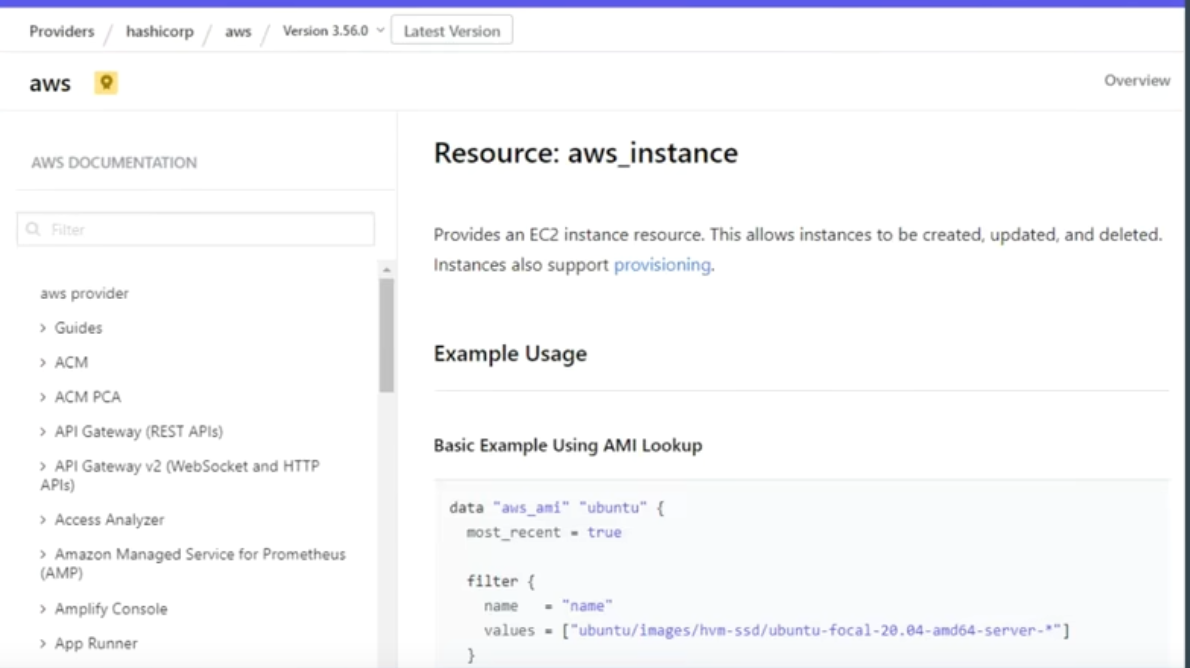 Providers / hashicorp / aws / Version 3.56.0 Latest Version
aws
Overview
AWS DOCUMENTATION
Filter
aws provider
> Guides
> ACM
> ACM PCA
> API Gateway (REST APIs)
> API Gateway v2 (WebSocket and HTTP
APIs)
> Access Analyzer
> Amazon Managed Service for Prometheus
(AMP)
> Amplify Console
> App Runner
Resource: aws_instance
Provides an EC2 instance resource. This allows instances to be created, updated, and deleted.
Instances also support provisioning.
Example Usage
Basic Example Using AMI Lookup
data "aws_ami" "ubuntu" {
  most_recent = true
  filter {
    name   = "name"
    values = ["ubuntu/images/hvm-ssd/ubuntu-focal-20.04-amd64-server-*"]
  }